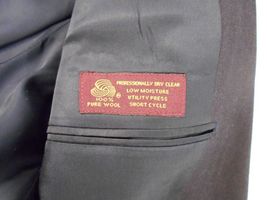 PROFESSIONALLY DRY CLEAN
LOW MOISTURE
UTILITY PRESS
SHORT CYCLE
®
100%
PURE WOOL